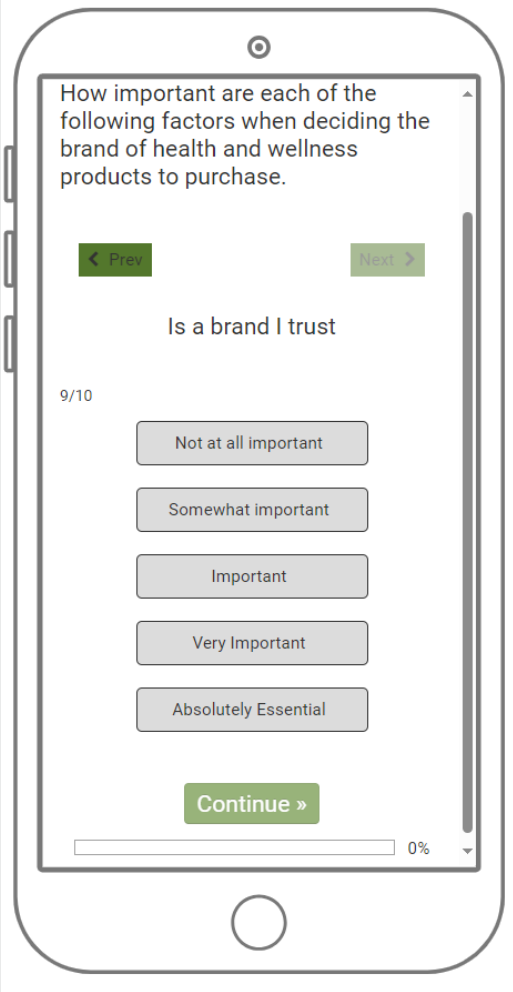 How important are each of the
following factors when deciding the
brand of health and wellness
products to purchase.
Prev
Next
Is a brand I trust
9/10
Not at all important
Somewhat important
Important
Very Important
Absolutely Essential
Continue »
0%